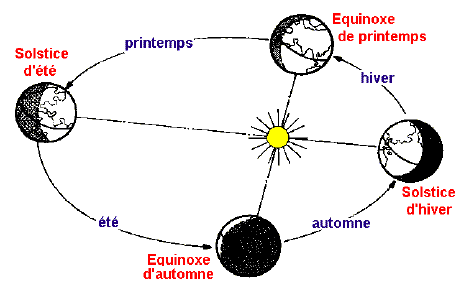 Equinoxe
de printemps
printemps
Solstice
d'été
hiver
Solstice
d'hiver
été
automne
Equinoxe
d'automne